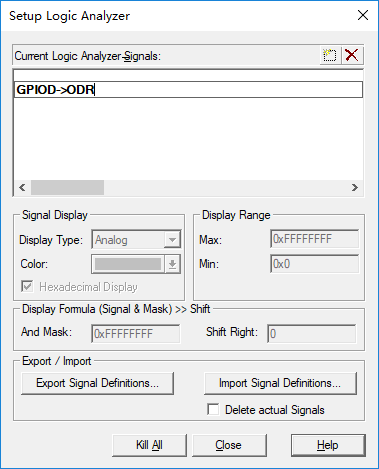 Setup Logic Analyzer
Current Logic Analyzer Signals:
GPIOD->ODR
Signal Display
Display Range
Display Type: Analog
Max: 0xFFFFFFFF
Color:
Min: 0x0
Hexadecimal Display
Display Formula (Signal & Mask) >> Shift
And Mask: 0xFFFFFFFF
Shift Right: 0
Export / Import
Export Signal Definitions...
Import Signal Definitions...
Delete actual Signals
Kill All
Close
Help